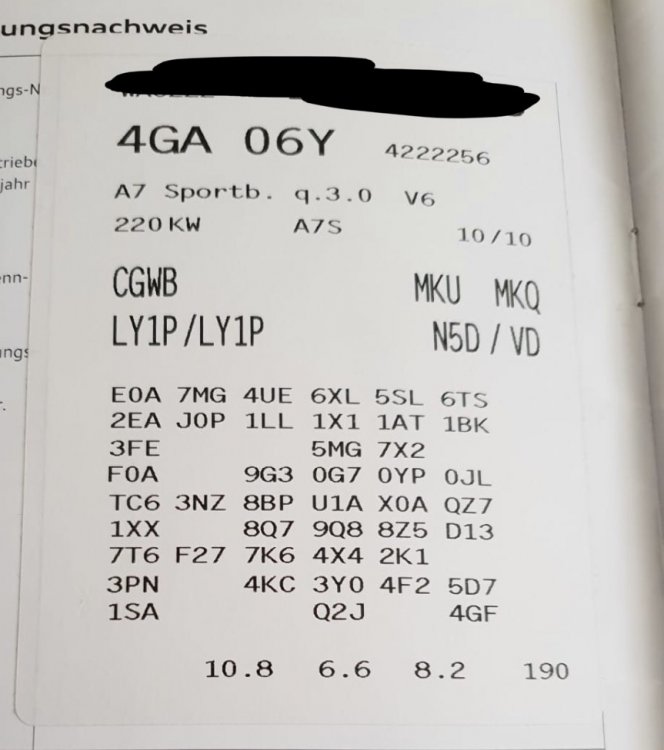 ungsnachweis
ngs-N
4GA 06Y 4222256
triebe
jahr
A7 Sportb. q.3.0 V6
220 KW A7S 10/10
enn-
CGWB MKU MKQ
LY1P/LY1P N5D / VD
ungs
E0A 7MG 4UE 6XL 5SL 6TS
2EA J0P 1LL 1X1 1AT 1BK
r.
3FE 5MG 7X2
F0A 9G3 0G7 0YP 0JL
TC6 3NZ 8BP U1A X0A QZ7
1XX 8Q7 9Q8 8Z5 D13
7T6 F27 7K6 4X4 2K1
3PN 4KC 3Y0 4F2 5D7
1SA Q2J 4GF
10.8 6.6 8.2 190